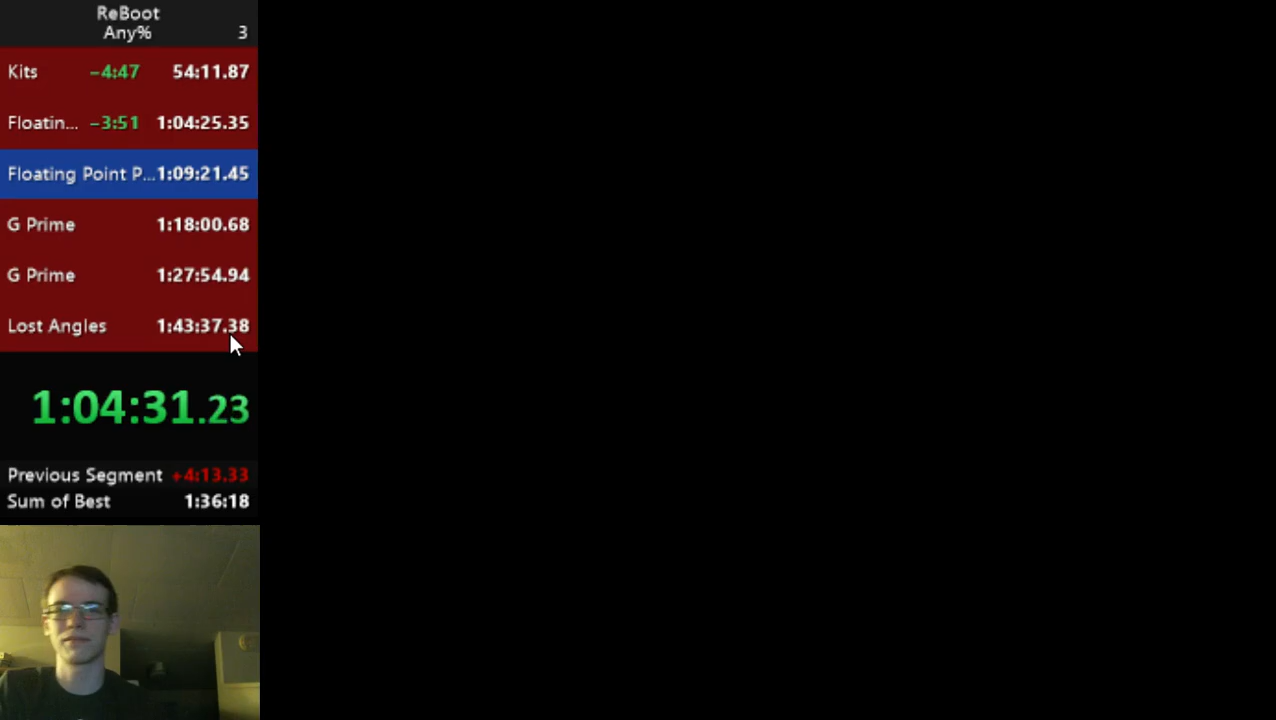 ReBoot
Any% 3
Kits −4:47 54:11.87
Floatin... −3:51 1:04:25.35
Floating Point P... 1:09:21.45
G Prime 1:18:00.68
G Prime 1:27:54.94
Lost Angles 1:43:37.38
1:04:31.23
Previous Segment +4:13.33
Sum of Best 1:36:18